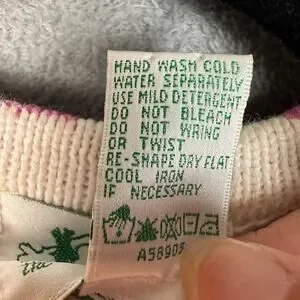 HAND WASH COLD
WATER SEPARATELY
USE MILD DETERGENT
DO NOT BLEACH
DO NOT WRING
OR TWIST
RE-SHAPE DRY FLAT
COOL IRON
IF NECESSARY
A58905